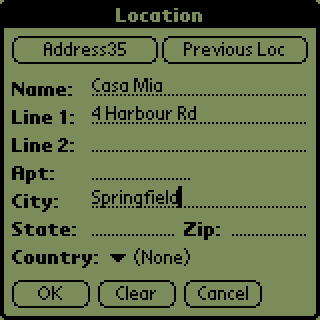 Location
Address35 Previous Loc
Name: Casa Mia
Line 1: 4 Harbour Rd
Line 2:
Apt:
City: Springfield
State: Zip:
Country: (None)
OK Clear Cancel